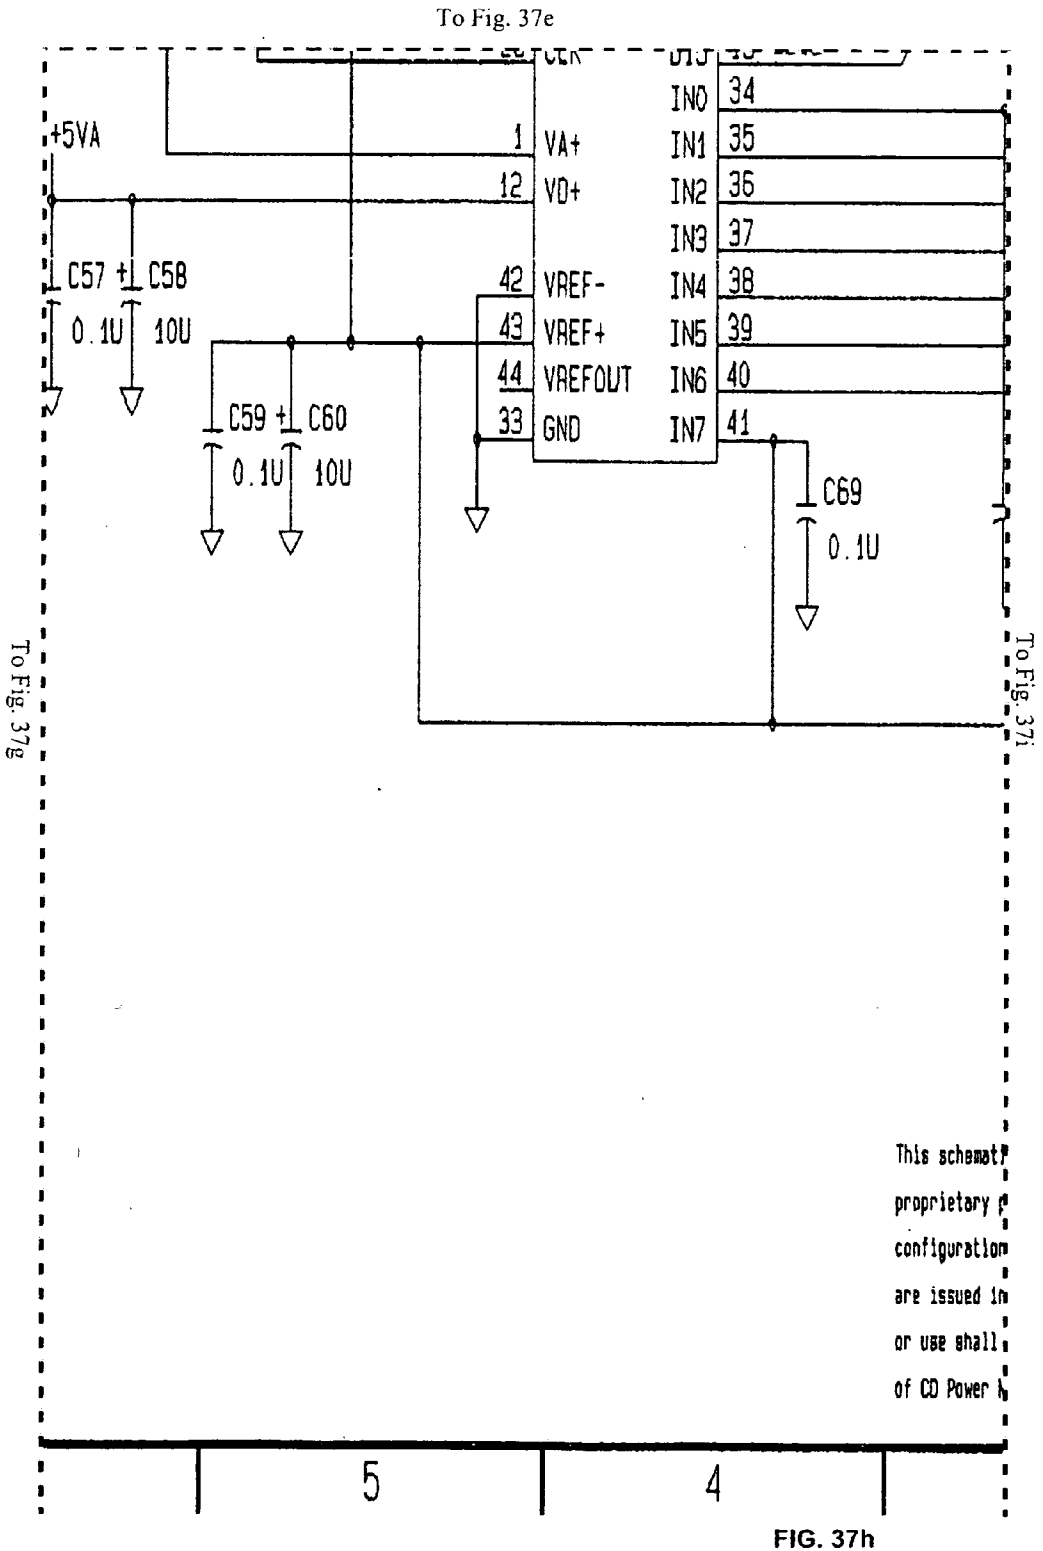 To Fig. 37e
CLK
IN0 34
+5VA
1 VA+
IN1 35
12 VD+
IN2 36
IN3 37
C57 + C58
42 VREF-
IN4 38
0.1U 10U
43 VREF+
IN5 39
44 VREFOUT
IN6 40
C59 + C60
33 GND
IN7 41
0.1U 10U
C69
0.1U
To Fig. 37g
To Fig. 37i
This schemati
proprietary p
configuration
are issued in
or use shall
of CD Power
5
4
FIG. 37h